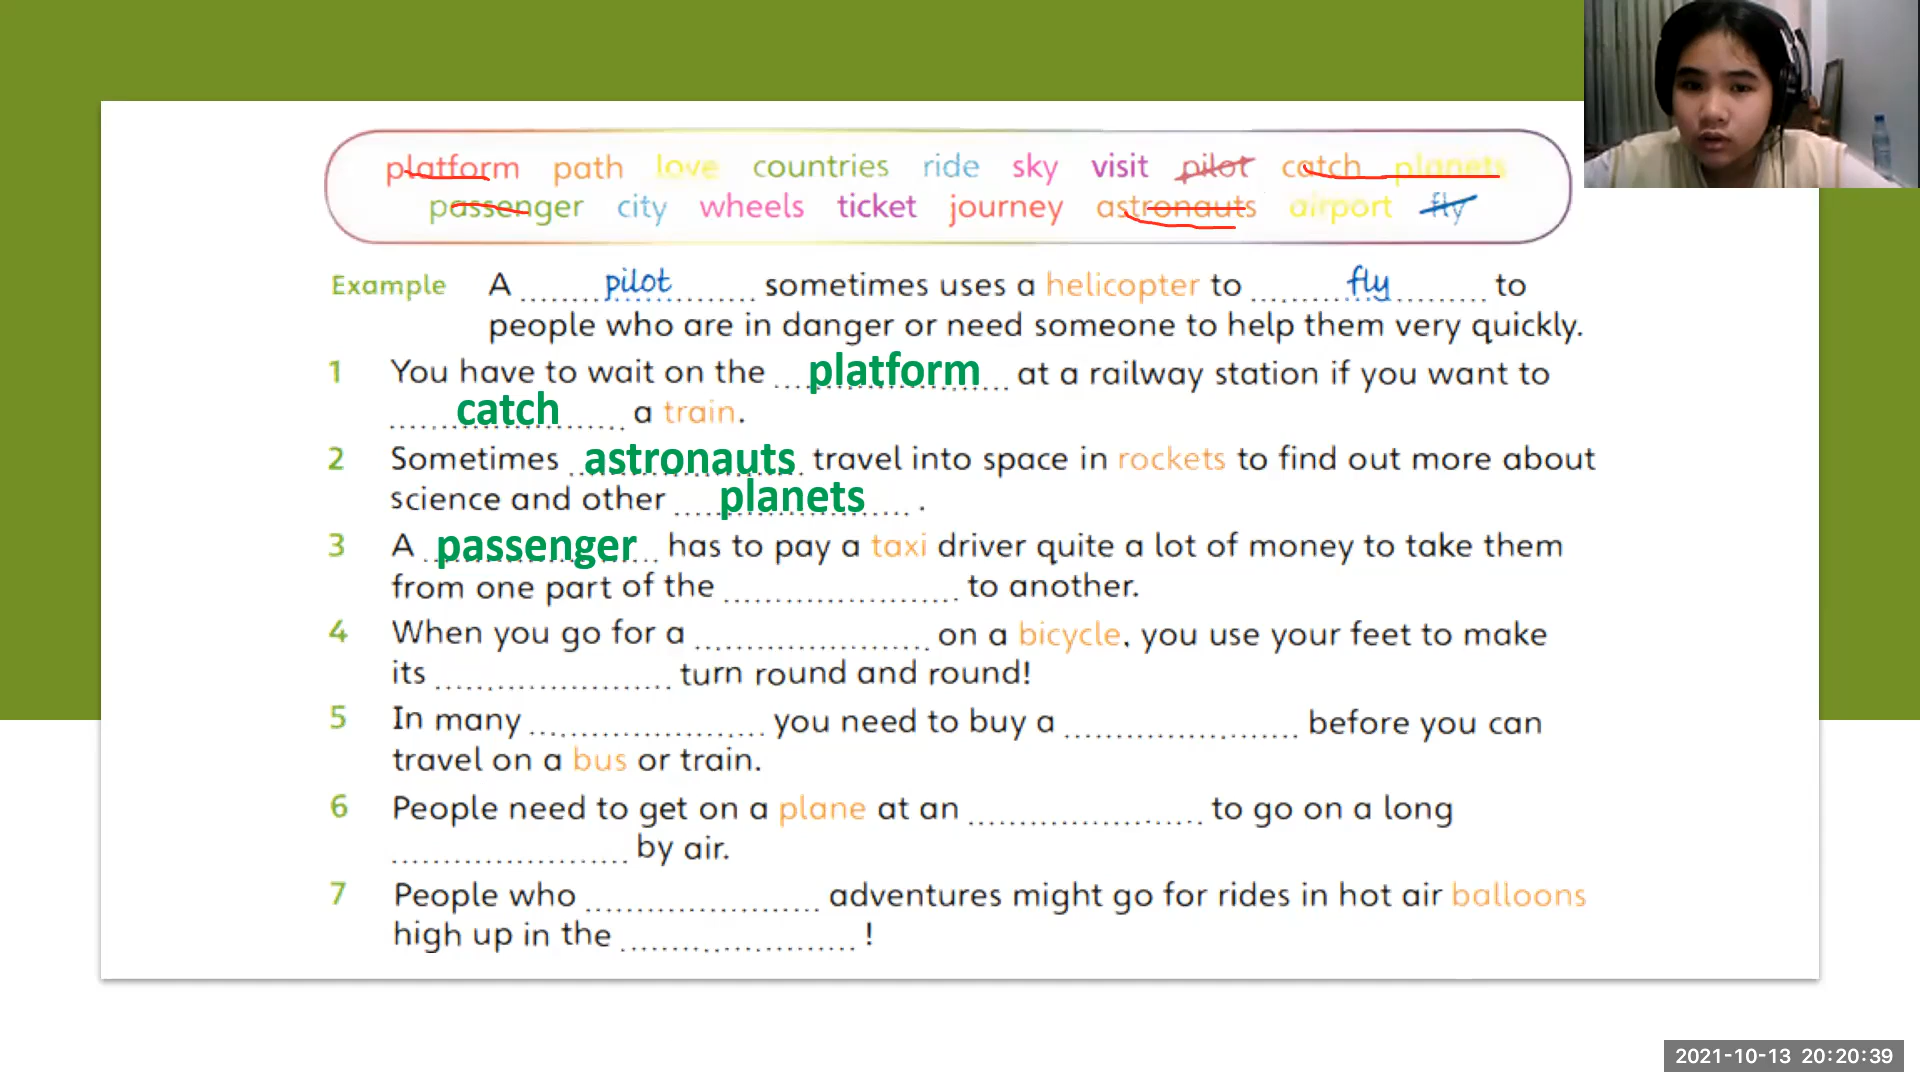 platform path love countries ride sky visit pilot catch planets
passenger city wheels ticket journey astronauts airport fly
Example A pilot sometimes uses a helicopter to fly to
people who are in danger or need someone to help them very quickly.
1 You have to wait on the platform at a railway station if you want to
catch a train.
2 Sometimes astronauts travel into space in rockets to find out more about
science and other planets.
3 A passenger has to pay a taxi driver quite a lot of money to take them
from one part of the ........................ to another.
4 When you go for a ........................ on a bicycle, you use your feet to make
its ........................ turn round and round!
5 In many ........................ you need to buy a ........................ before you can
travel on a bus or train.
6 People need to get on a plane at an ........................ to go on a long
........................ by air.
7 People who ........................ adventures might go for rides in hot air balloons
high up in the ........................ !
2021-10-13 20:20:39